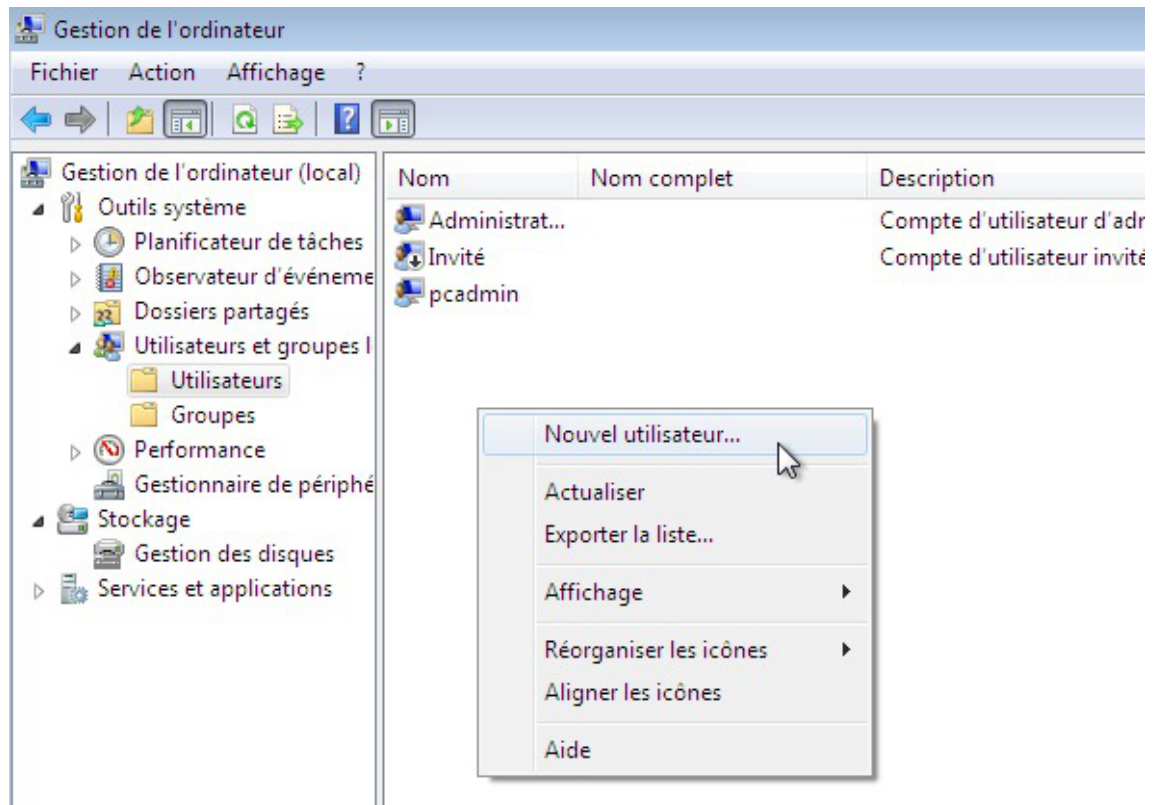 Gestion de l'ordinateur
Fichier Action Affichage ?
Gestion de l'ordinateur (local)
Outils système
Planificateur de tâches
Observateur d'événeme
Dossiers partagés
Utilisateurs et groupes l
Utilisateurs
Groupes
Performance
Gestionnaire de périphé
Stockage
Gestion des disques
Services et applications
Nom Nom complet Description
Administrat... Compte d'utilisateur d'adr
Invité Compte d'utilisateur invité
pcadmin
Nouvel utilisateur...
Actualiser
Exporter la liste...
Affichage
Réorganiser les icônes
Aligner les icônes
Aide